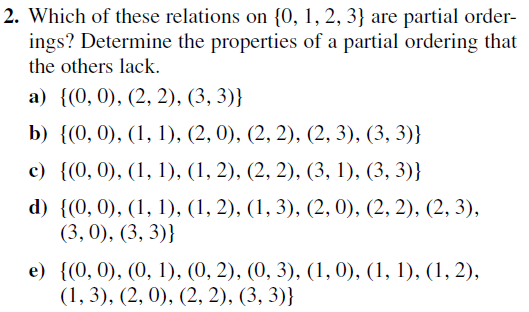 2. Which of these relations on {0, 1, 2, 3} are partial order-
ings? Determine the properties of a partial ordering that
the others lack.
a) {(0, 0), (2, 2), (3, 3)}
b) {(0, 0), (1, 1), (2, 0), (2, 2), (2, 3), (3, 3)}
c) {(0, 0), (1, 1), (1, 2), (2, 2), (3, 1), (3, 3)}
d) {(0, 0), (1, 1), (1, 2), (1, 3), (2, 0), (2, 2), (2, 3),
(3, 0), (3, 3)}
e) {(0, 0), (0, 1), (0, 2), (0, 3), (1, 0), (1, 1), (1, 2),
(1, 3), (2, 0), (2, 2), (3, 3)}